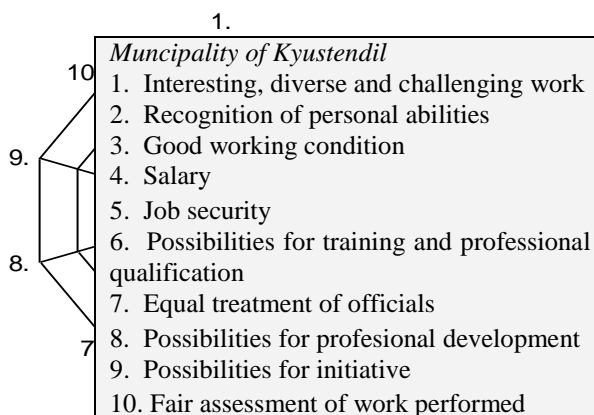 1.
Muncipality of Kyustendil
10
1. Interesting, diverse and challenging work
2. Recognition of personal abilities
3. Good working condition
9.
4. Salary
5. Job security
6. Possibilities for training and professional
8.
qualification
7. Equal treatment of officials
7
8. Possibilities for profesional development
9. Possibilities for initiative
10. Fair assessment of work performed